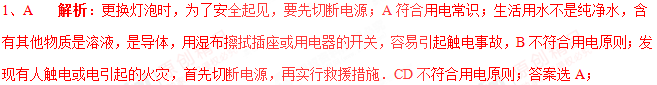 1、A 解析：更换灯泡时，为了安全起见，要先切断电源；A 符合用电常识；生活用水不是纯净水，含
有其他物质是溶液，是导体，用湿布擦拭插座或用电器的开关，容易引起触电事故，B 不符合用电原则；发
现有人触电或电引起的火灾，首先切断电源，再实行救援措施．CD 不符合用电原则；答案选 A；